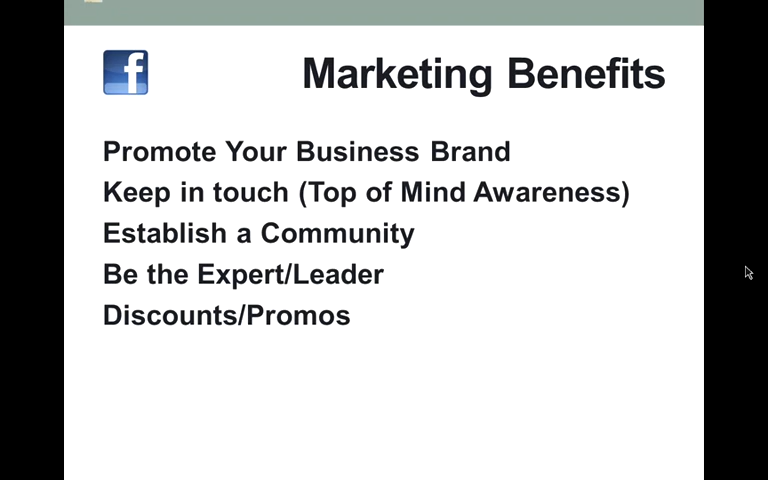 Marketing Benefits
Promote Your Business Brand
Keep in touch (Top of Mind Awareness)
Establish a Community
Be the Expert/Leader
Discounts/Promos